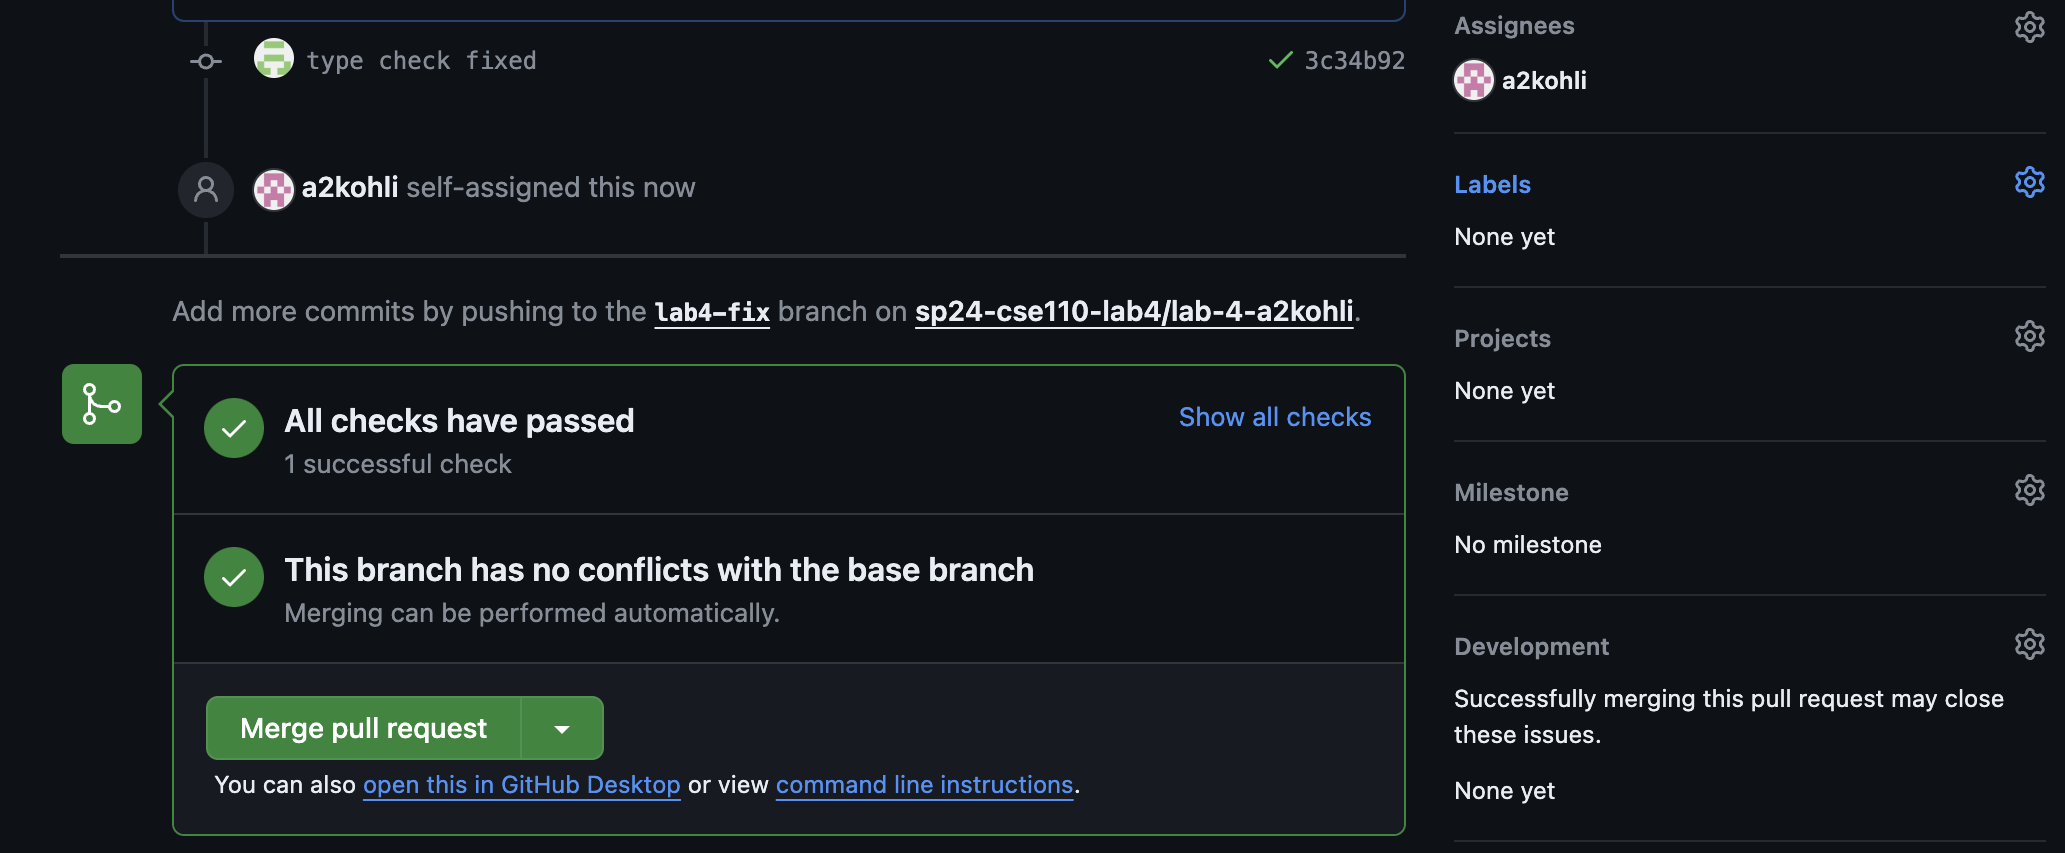 type check fixed
3c34b92
a2kohli self-assigned this now
Add more commits by pushing to the lab4-fix branch on sp24-cse110-lab4/lab-4-a2kohli.
All checks have passed
Show all checks
1 successful check
This branch has no conflicts with the base branch
Merging can be performed automatically.
Merge pull request
You can also open this in GitHub Desktop or view command line instructions.
Assignees
a2kohli
Labels
None yet
Projects
None yet
Milestone
No milestone
Development
Successfully merging this pull request may close
these issues.
None yet